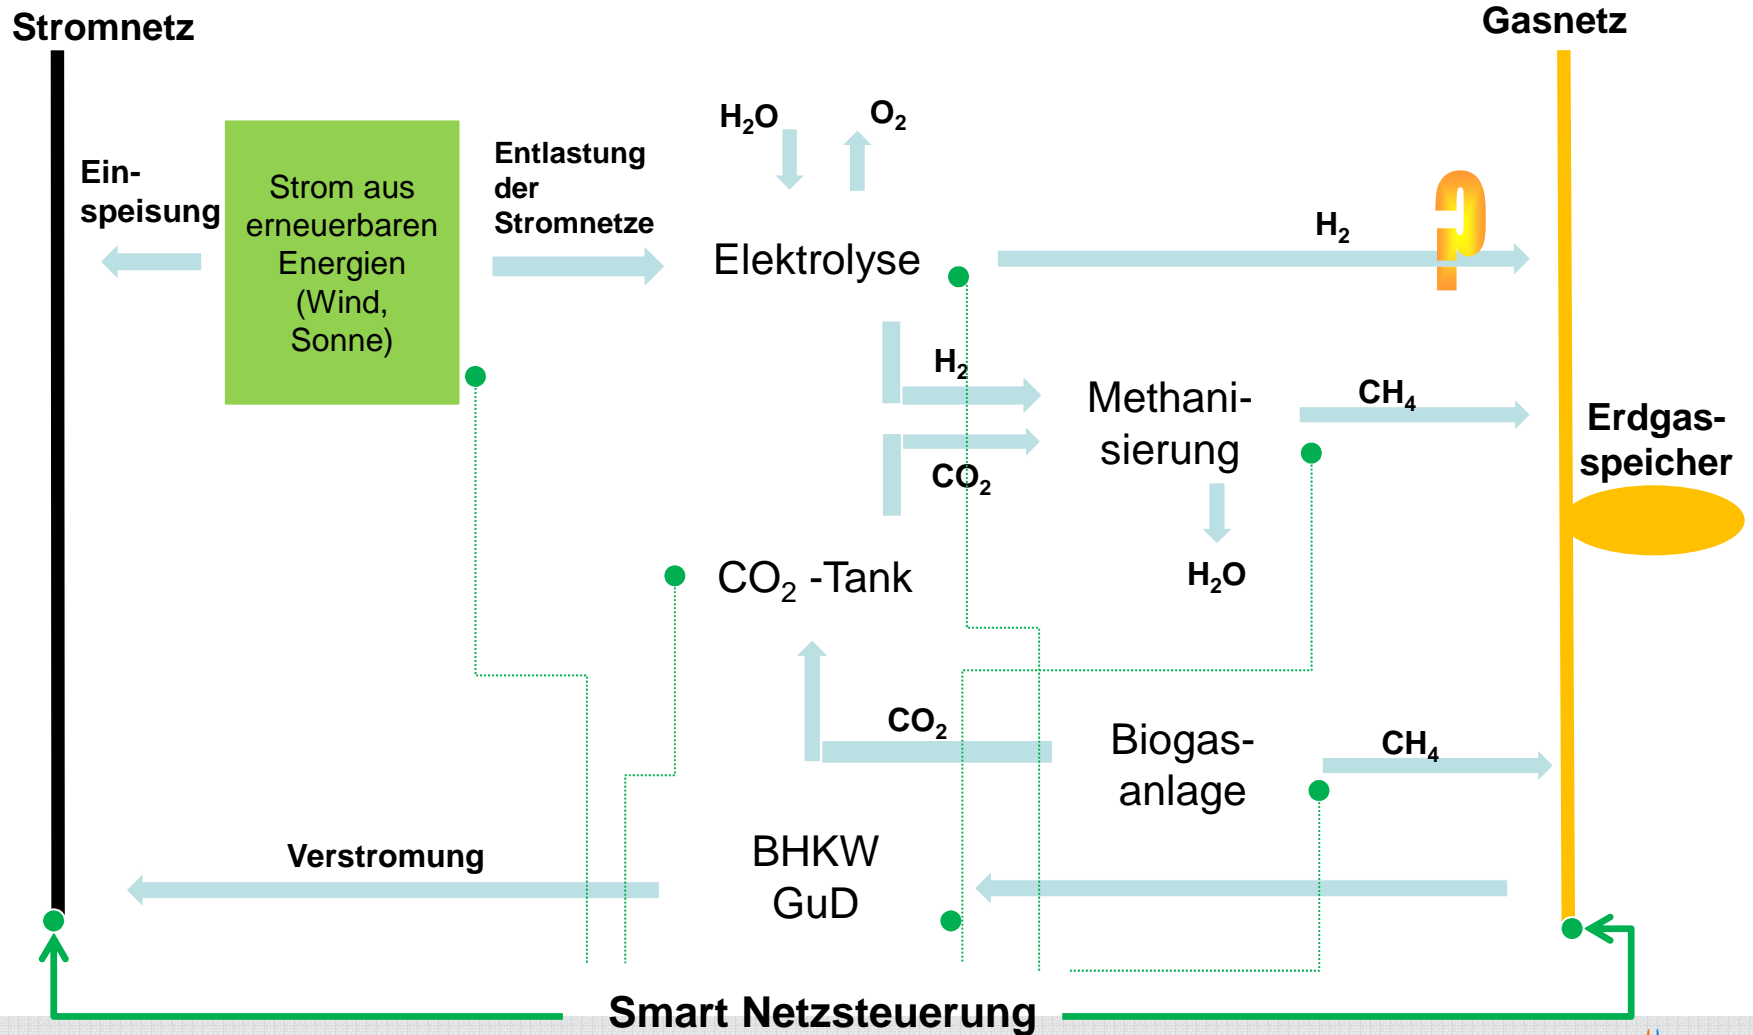 Stromnetz
Gasnetz
H₂O
O₂
Ein-
speisung
Strom aus
erneuerbaren
Energien
(Wind,
Sonne)
Entlastung
der
Stromnetze
Elektrolyse
H₂
?
H₂
CO₂
Methani-
sierung
CH₄
Erdgas-
speicher
H₂O
CO₂ -Tank
CO₂
Biogas-
anlage
CH₄
Verstromung
BHKW
GuD
Smart Netzsteuerung